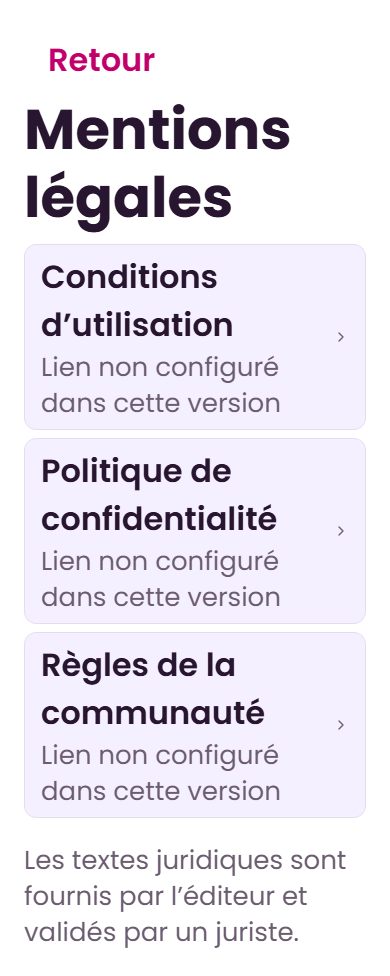 Retour
Mentions
légales
Conditions
d’utilisation
Lien non configuré
dans cette version
Politique de
confidentialité
Lien non configuré
dans cette version
Règles de la
communauté
Lien non configuré
dans cette version
Les textes juridiques sont
fournis par l’éditeur et
validés par un juriste.